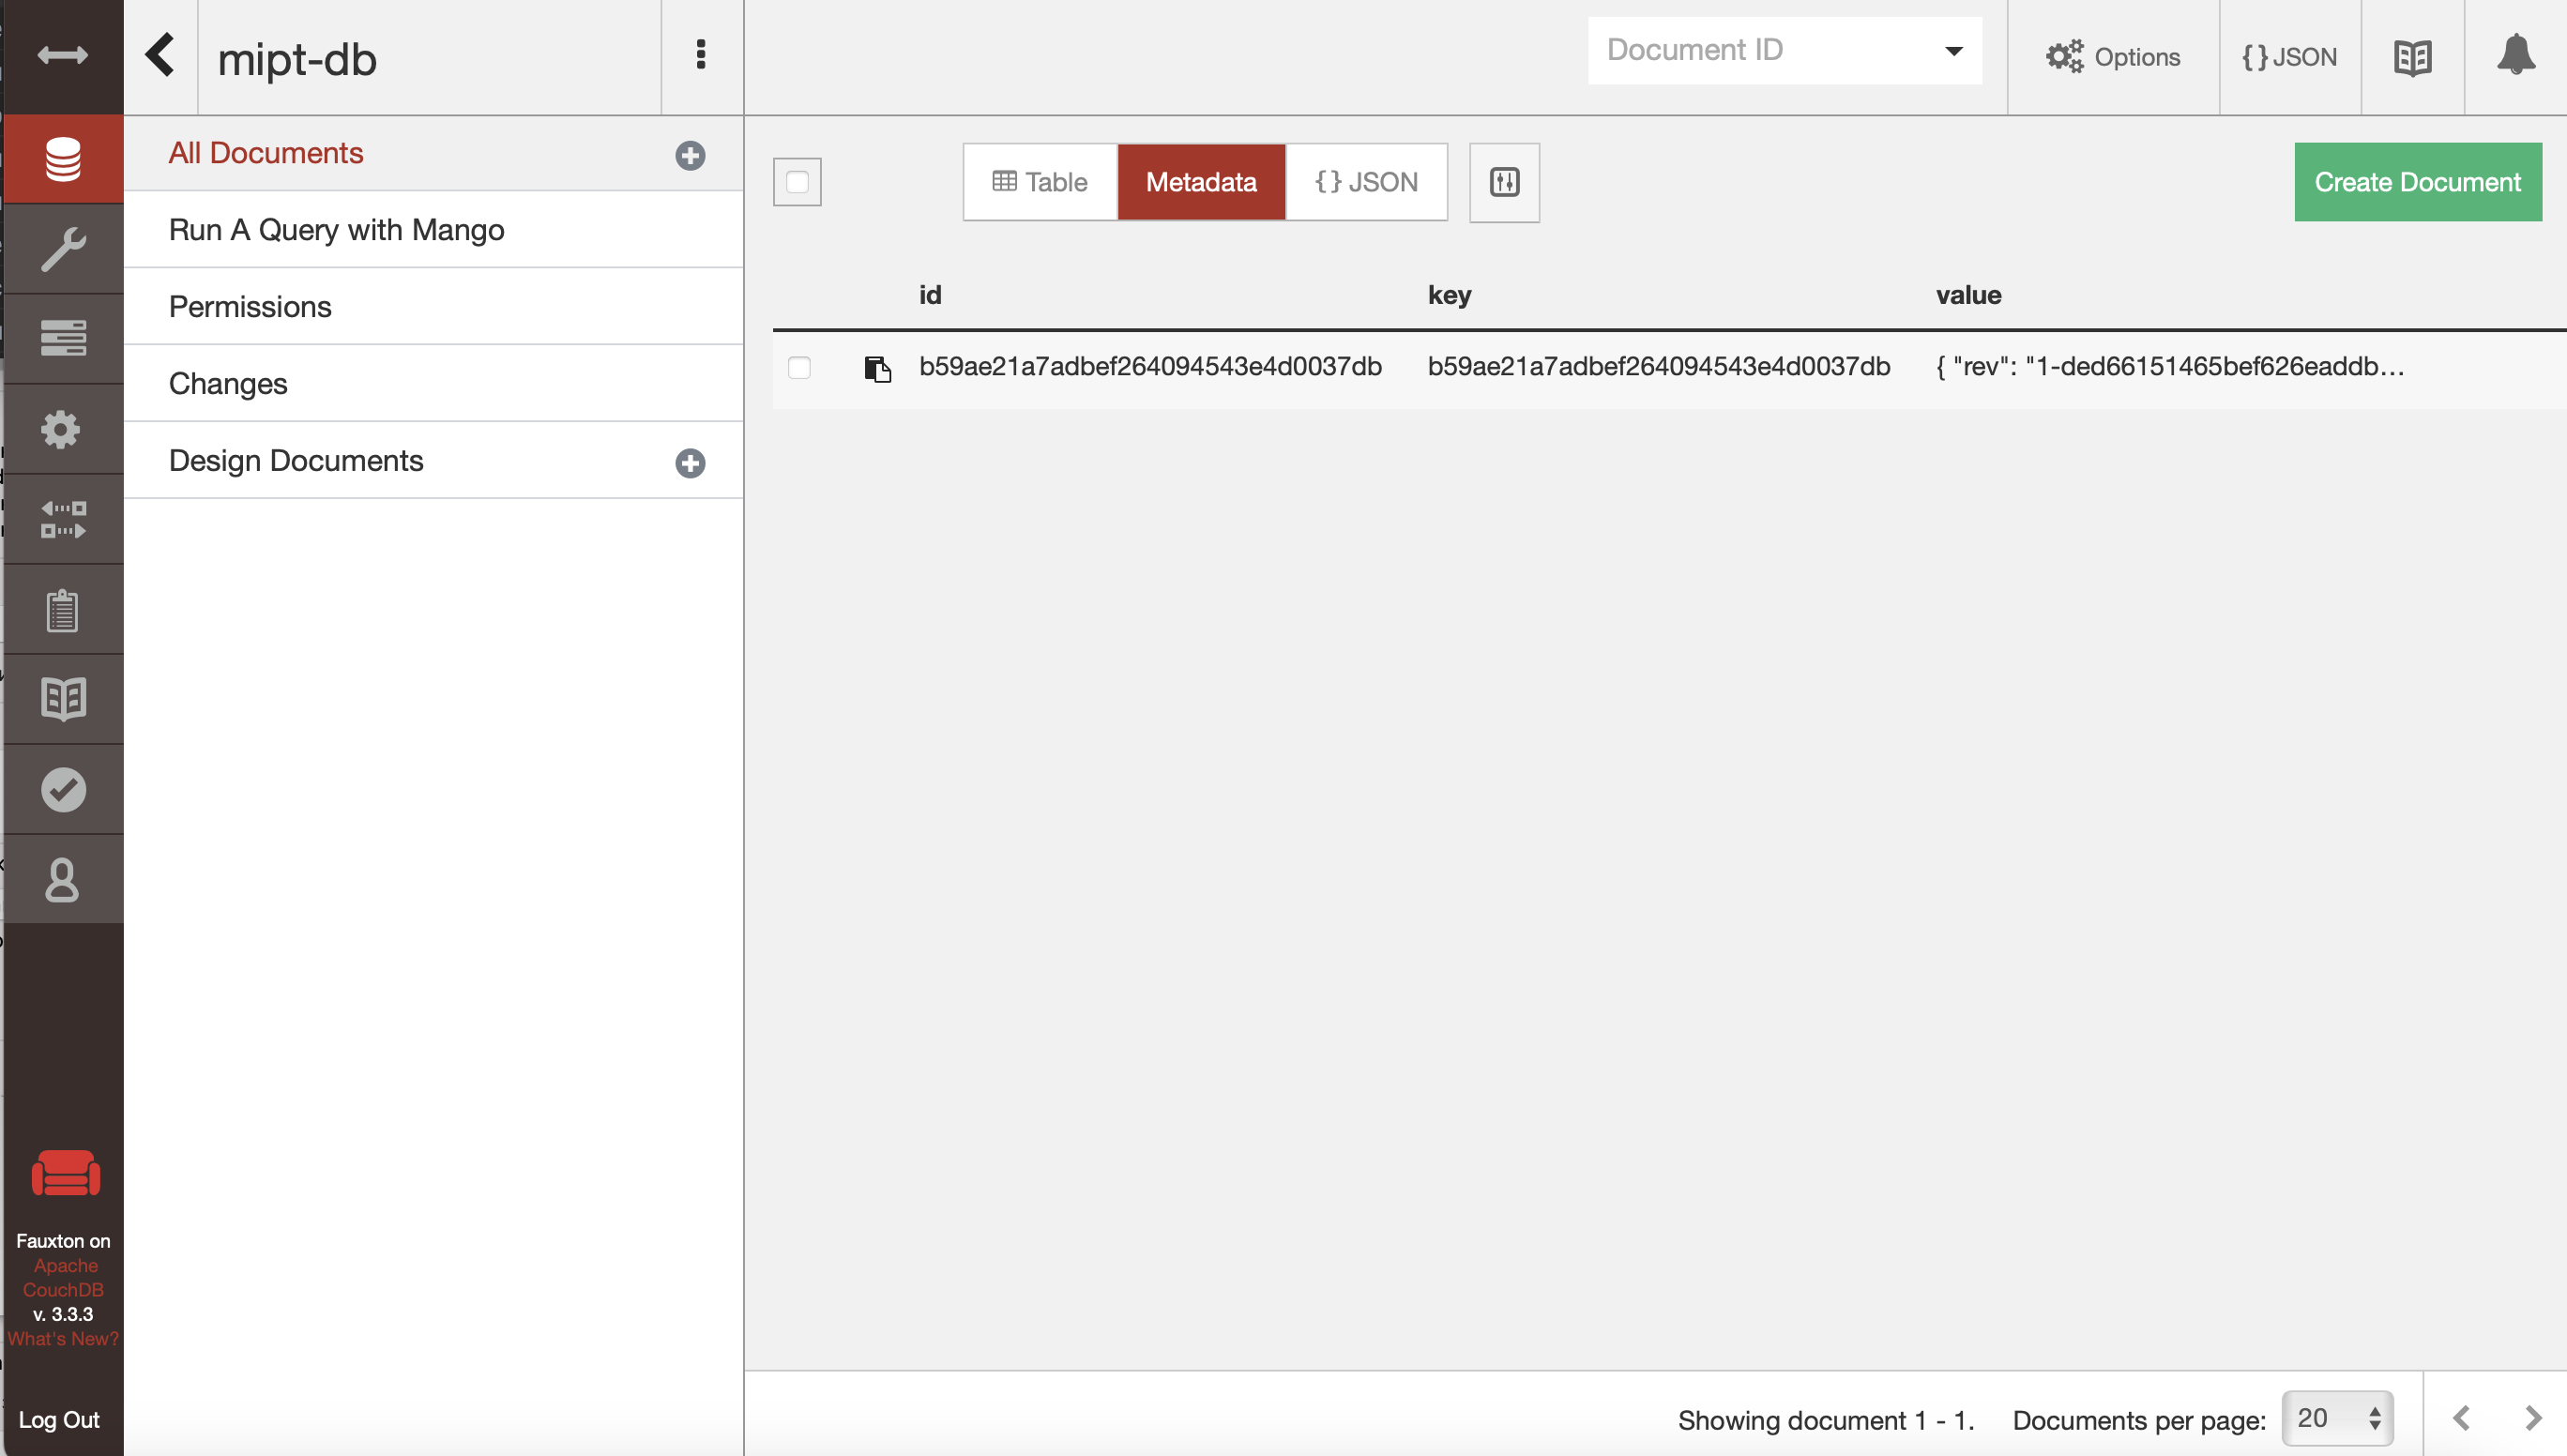 mipt-db
Document ID
Options
{} JSON
All Documents
Run A Query with Mango
Permissions
Changes
Design Documents
Table
Metadata
{} JSON
Create Document
id key value
b59ae21a7adbef264094543e4d0037db b59ae21a7adbef264094543e4d0037db { "rev": "1-ded66151465bef626eaddb...
Fauxton on
Apache
CouchDB
v. 3.3.3
What's New?
Log Out
Showing document 1 - 1.
Documents per page: 20